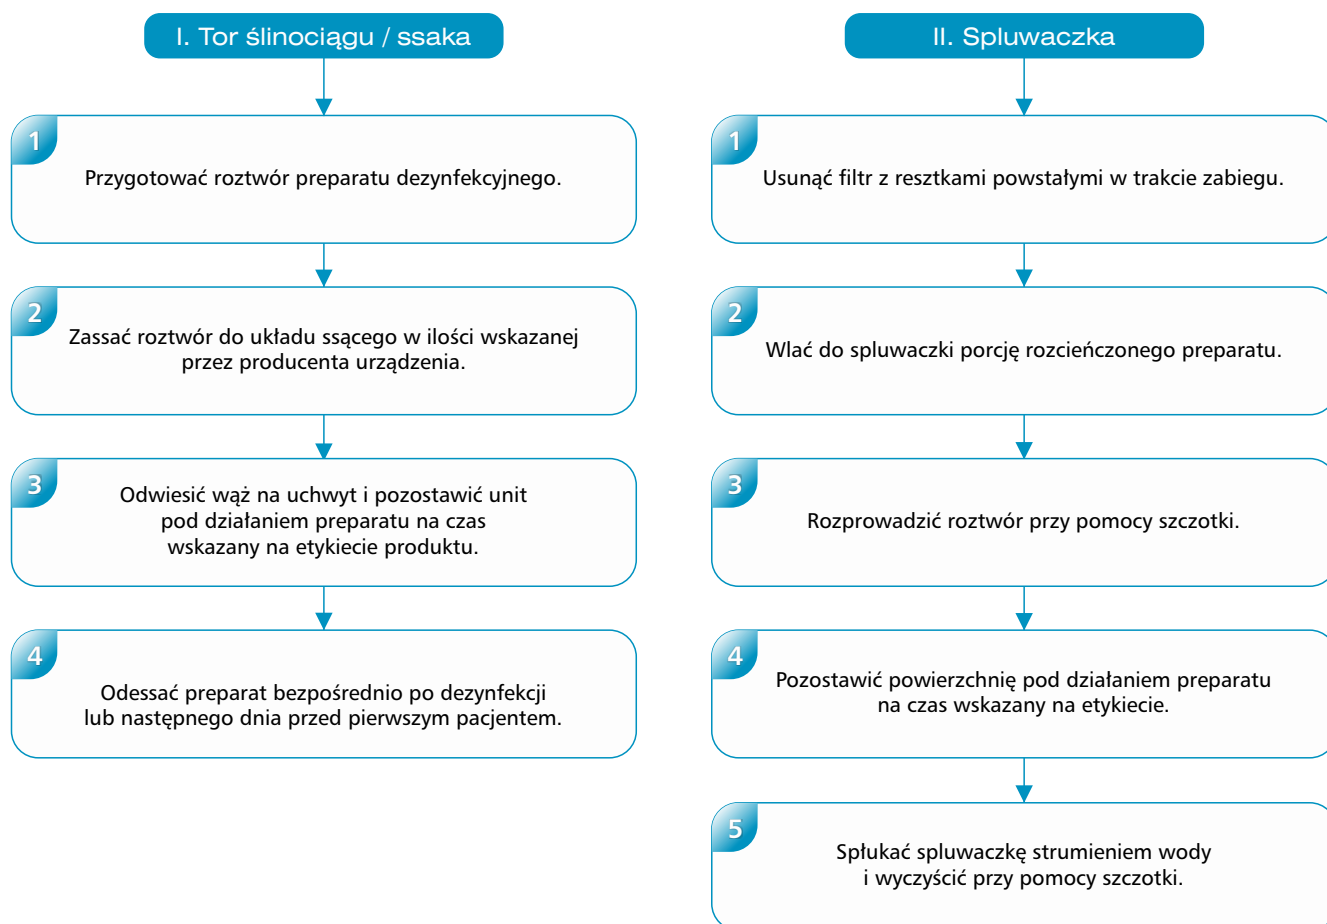 I. Tor ślinociągu / ssaka
1
Przygotować roztwór preparatu dezynfekcyjnego.
2
Zassać roztwór do układu ssącego w ilości wskazanej
przez producenta urządzenia.
3
Odwiesić wąż na uchwyt i pozostawić unit
pod działanie preparatu na czas
wskazany na etykiecie produktu.
4
Odessać preparat bezpośrednio po dezynfekcji
lub następnego dnia przed pierwszym pacjentem.
II. Spluwaczka
1
Usunąć filtr z resztkami powstałymi w trakcie zabiegu.
2
Wlać do spluwaczki porcję rozcieńczonego preparatu.
3
Rozprowadzić roztwór przy pomocy szczotki.
4
Pozostawić powierzchnię pod działaniem preparatu
na czas wskazany na etykiecie.
5
Spłukać spluwaczkę strumieniem wody
i wyczyścić przy pomocy szczotki.